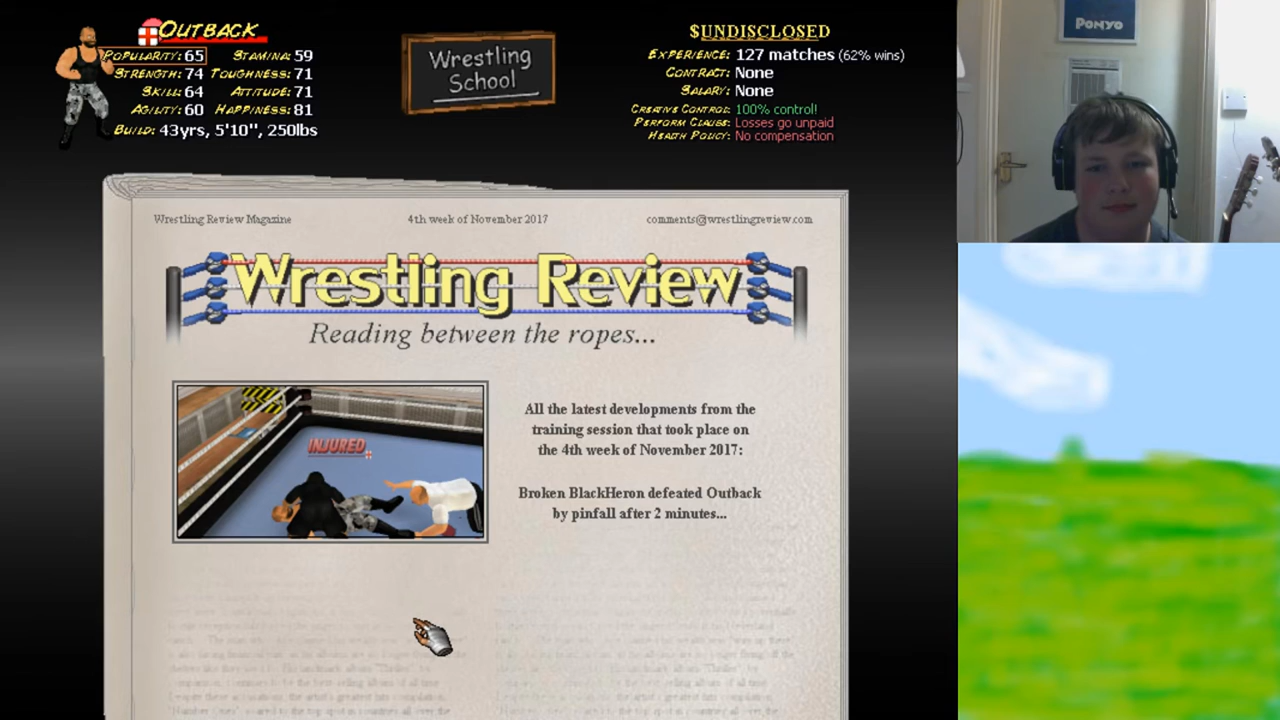 OUTBACK
POPULARITY: 65 STAMINA: 59
STRENGTH: 74 TOUGHNESS: 71
SKILL: 64 ATTITUDE: 71
AGILITY: 60 HAPPINESS: 81
BUILD: 43yrs, 5'10", 250lbs
Wrestling
School
$UNDISCLOSED
EXPERIENCE: 127 matches (62% wins)
CONTRACT: None
SALARY: None
CREATIVE CONTROL: 100% control!
PERFORM CLAUSE: Losses go unpaid
HEALTH POLICY: No compensation
PONYO
Wrestling Review Magazine 4th week of November 2017 comments@wrestlingreview.com
Wrestling Review
Reading between the ropes...
INJURED
All the latest developments from the
training session that took place on
the 4th week of November 2017:
Broken BlackHeron defeated Outback
by pinfall after 2 minutes...